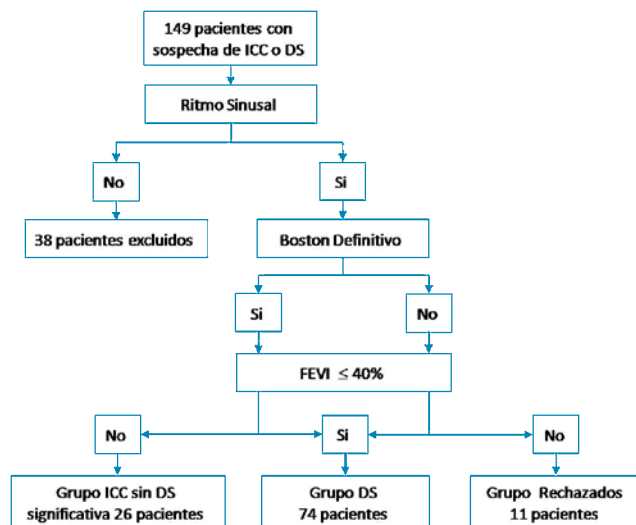 149 pacientes con
sospecha de ICC o DS
Ritmo Sinusal
No
Si
38 pacientes excluidos
Boston Definitivo
Si
No
FEVI ≤ 40%
No
Si
No
Grupo ICC sin DS
significativa 26 pacientes
Grupo DS
74 pacientes
Grupo Rechazados
11 pacientes